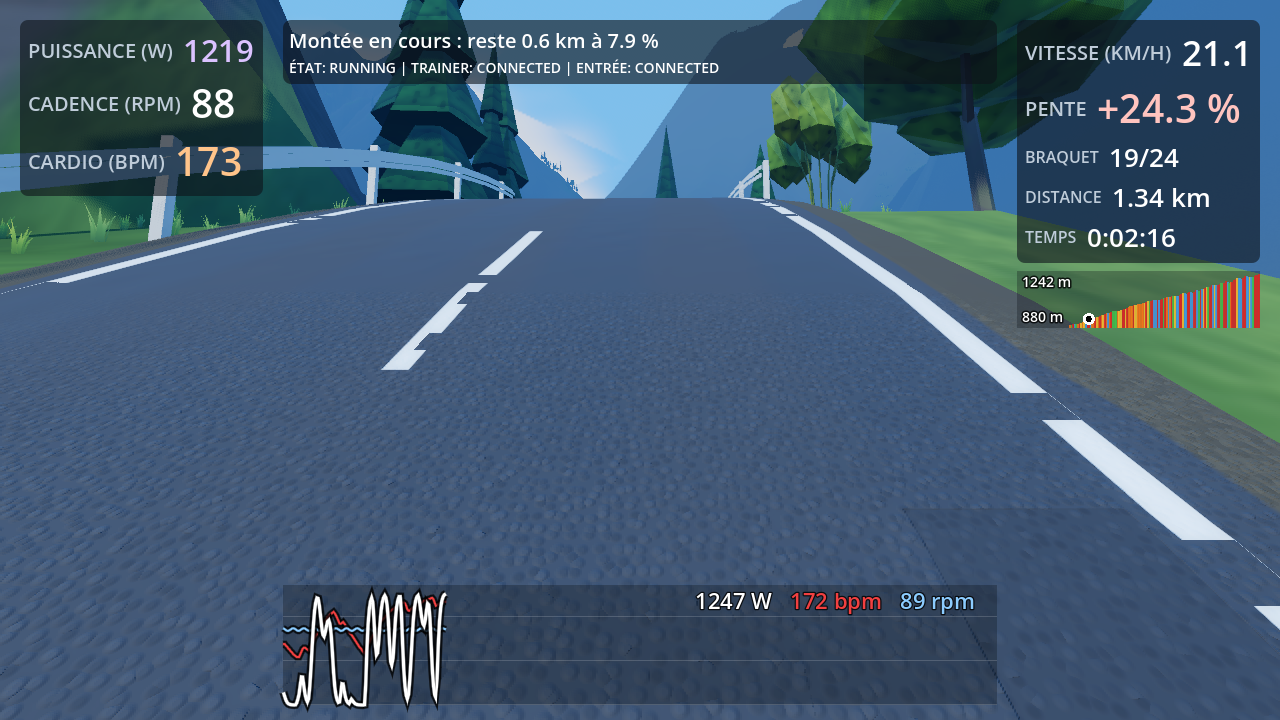 PUISSANCE (W) 1219
CADENCE (RPM) 88
CARDIO (BPM) 173
Montée en cours : reste 0.6 km à 7.9 %
ÉTAT: RUNNING | TRAINER: CONNECTED | ENTRÉE: CONNECTED
VITESSE (KM/H) 21.1
PENTE +24.3 %
BRAQUET 19/24
DISTANCE 1.34 km
TEMPS 0:02:16
1242 m
880 m
1247 W 172 bpm 89 rpm